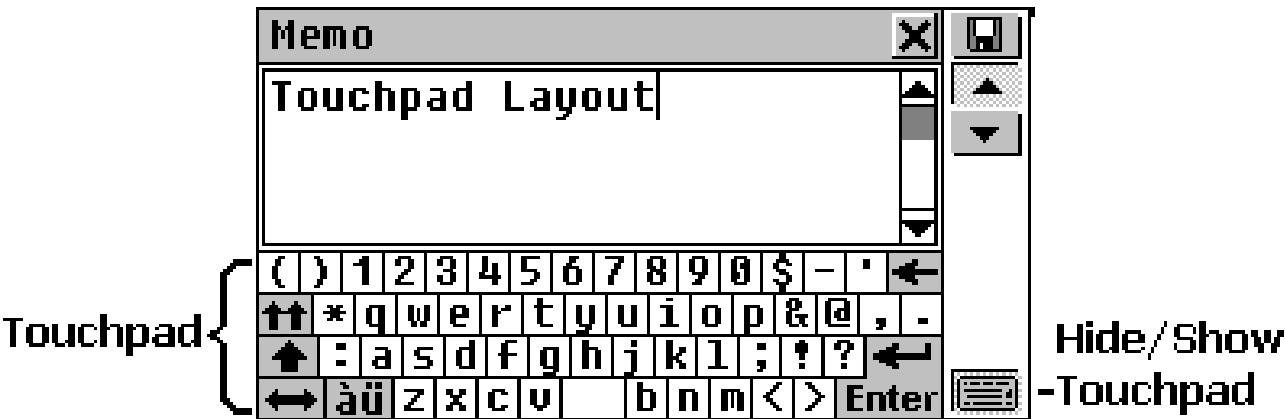 Memo
Touchpad Layout
( ) 1 2 3 4 5 6 7 8 9 0 $ - '
* q w e r t y u i o p & @ , .
: a s d f g h j k l ; ! ?
àü z x c v b n m < > Enter
Touchpad
Hide/Show
-Touchpad